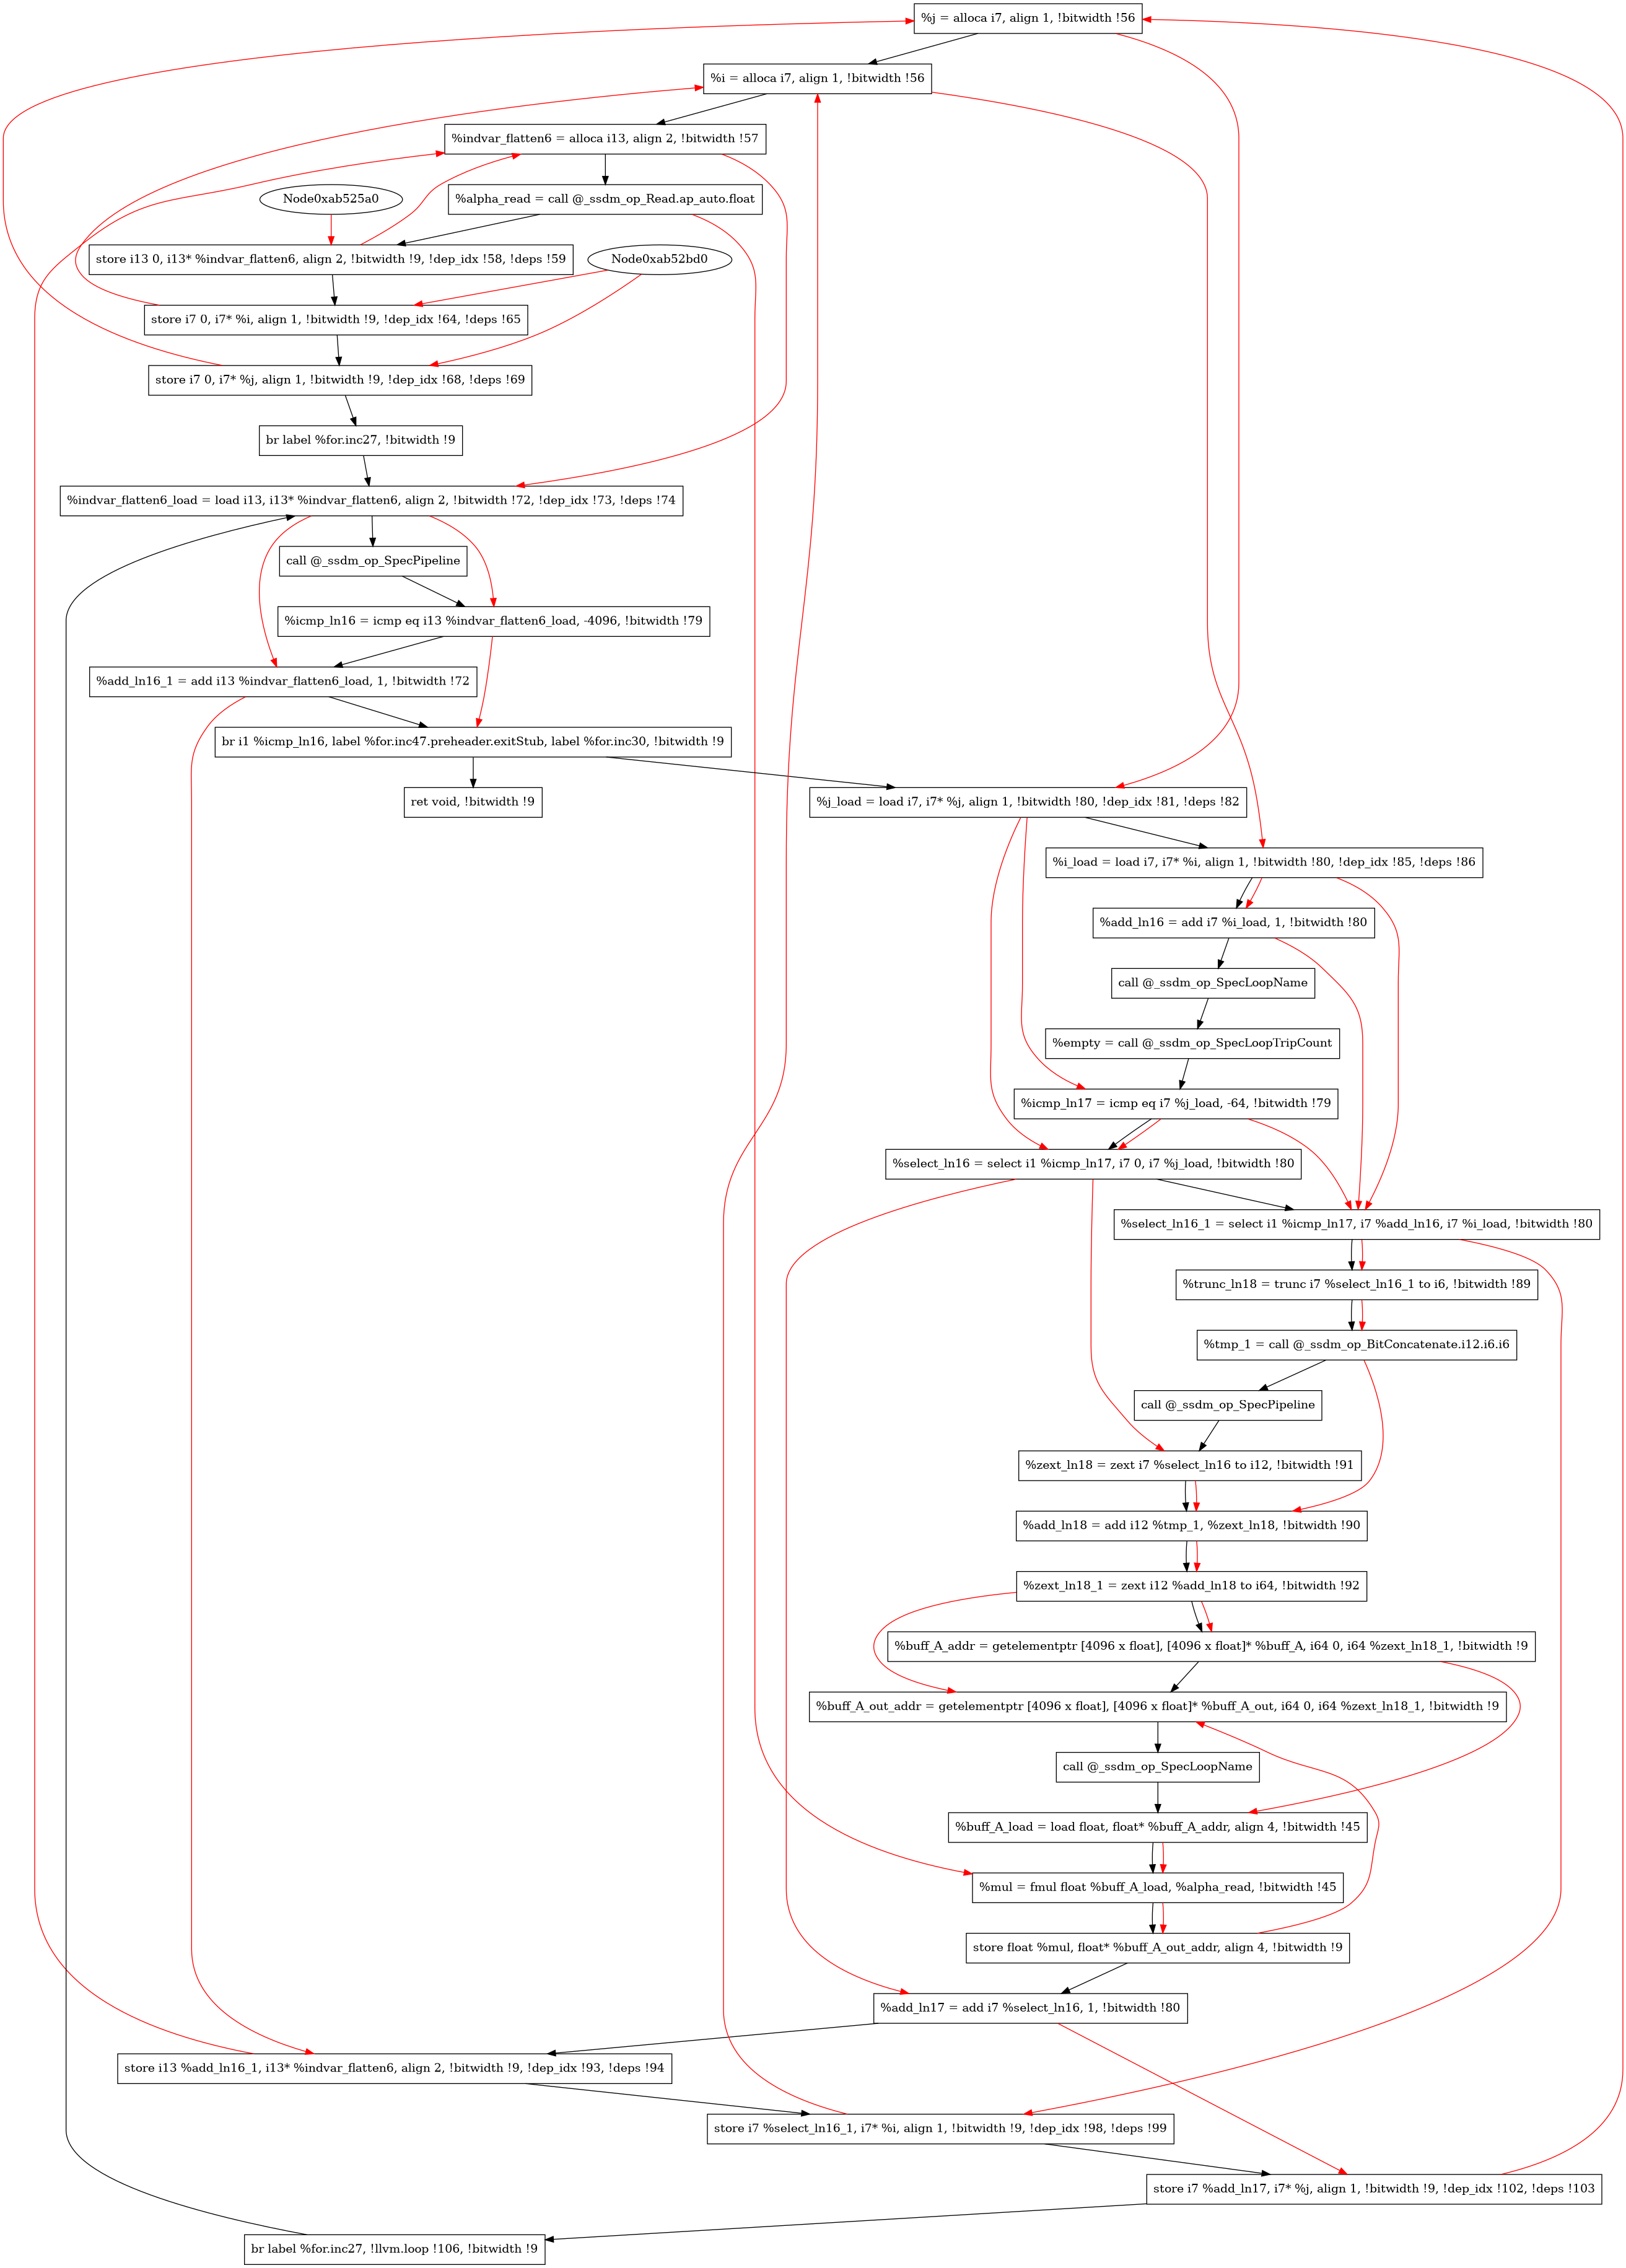 %j = alloca i7, align 1, !bitwidth !56
%i = alloca i7, align 1, !bitwidth !56
%indvar_flatten6 = alloca i13, align 2, !bitwidth !57
Node0xab525a0
%alpha_read = call @_ssdm_op_Read.ap_auto.float
store i13 0, i13* %indvar_flatten6, align 2, !bitwidth !9, !dep_idx !58, !deps !59
Node0xab52bd0
store i7 0, i7* %i, align 1, !bitwidth !9, !dep_idx !64, !deps !65
store i7 0, i7* %j, align 1, !bitwidth !9, !dep_idx !68, !deps !69
br label %for.inc27, !bitwidth !9
%indvar_flatten6_load = load i13, i13* %indvar_flatten6, align 2, !bitwidth !72, !dep_idx !73, !deps !74
call @_ssdm_op_SpecPipeline
%icmp_ln16 = icmp eq i13 %indvar_flatten6_load, -4096, !bitwidth !79
%add_ln16_1 = add i13 %indvar_flatten6_load, 1, !bitwidth !72
br i1 %icmp_ln16, label %for.inc47.preheader.exitStub, label %for.inc30, !bitwidth !9
ret void, !bitwidth !9
%j_load = load i7, i7* %j, align 1, !bitwidth !80, !dep_idx !81, !deps !82
%i_load = load i7, i7* %i, align 1, !bitwidth !80, !dep_idx !85, !deps !86
%add_ln16 = add i7 %i_load, 1, !bitwidth !80
call @_ssdm_op_SpecLoopName
%empty = call @_ssdm_op_SpecLoopTripCount
%icmp_ln17 = icmp eq i7 %j_load, -64, !bitwidth !79
%select_ln16 = select i1 %icmp_ln17, i7 0, i7 %j_load, !bitwidth !80
%select_ln16_1 = select i1 %icmp_ln17, i7 %add_ln16, i7 %i_load, !bitwidth !80
%trunc_ln18 = trunc i7 %select_ln16_1 to i6, !bitwidth !89
%tmp_1 = call @_ssdm_op_BitConcatenate.i12.i6.i6
call @_ssdm_op_SpecPipeline
%zext_ln18 = zext i7 %select_ln16 to i12, !bitwidth !91
%add_ln18 = add i12 %tmp_1, %zext_ln18, !bitwidth !90
%zext_ln18_1 = zext i12 %add_ln18 to i64, !bitwidth !92
%buff_A_addr = getelementptr [4096 x float], [4096 x float]* %buff_A, i64 0, i64 %zext_ln18_1, !bitwidth !9
%buff_A_out_addr = getelementptr [4096 x float], [4096 x float]* %buff_A_out, i64 0, i64 %zext_ln18_1, !bitwidth !9
call @_ssdm_op_SpecLoopName
%buff_A_load = load float, float* %buff_A_addr, align 4, !bitwidth !45
%mul = fmul float %buff_A_load, %alpha_read, !bitwidth !45
store float %mul, float* %buff_A_out_addr, align 4, !bitwidth !9
%add_ln17 = add i7 %select_ln16, 1, !bitwidth !80
store i13 %add_ln16_1, i13* %indvar_flatten6, align 2, !bitwidth !9, !dep_idx !93, !deps !94
store i7 %select_ln16_1, i7* %i, align 1, !bitwidth !9, !dep_idx !98, !deps !99
store i7 %add_ln17, i7* %j, align 1, !bitwidth !9, !dep_idx !102, !deps !103
br label %for.inc27, !llvm.loop !106, !bitwidth !9